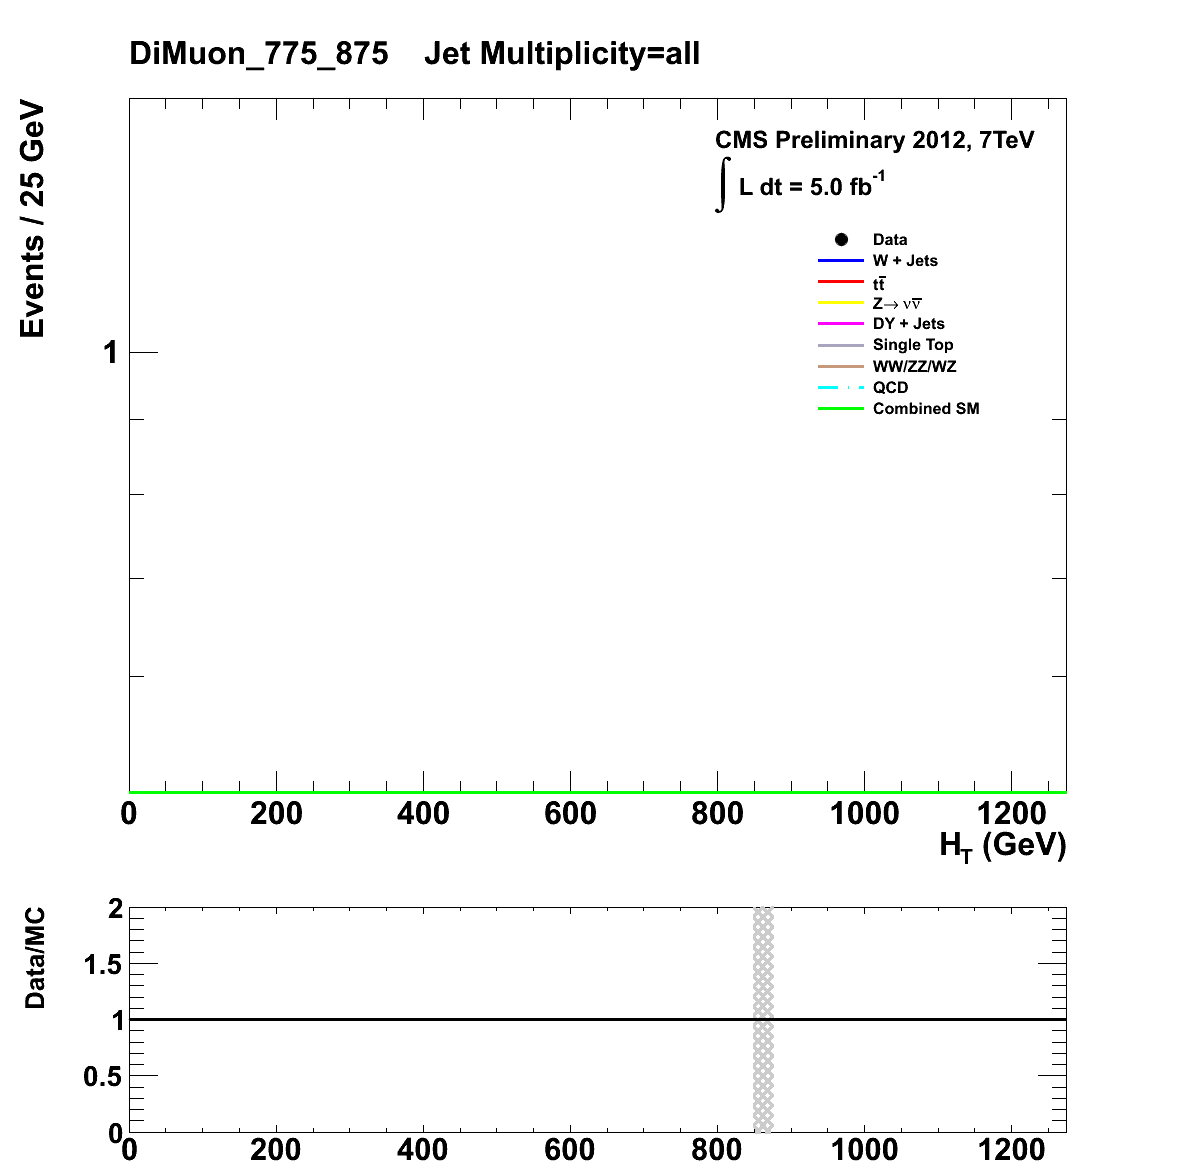 DiMuon_775_875 Jet Multiplicity=all
Events / 25 GeV
CMS Preliminary 2012, 7TeV
∫ L dt = 5.0 fb⁻¹
Data
W + Jets
tt̅
Z→ νν̅
DY + Jets
Single Top
WW/ZZ/WZ
QCD
Combined SM
1
0 200 400 600 800 1000 1200
H_T (GeV)
Data/MC
2
1.5
1
0.5
0
0 200 400 600 800 1000 1200